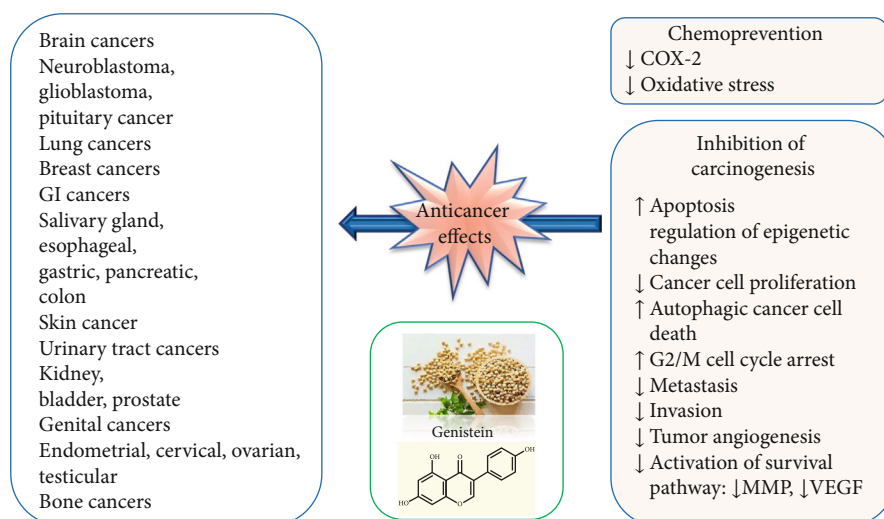 Brain cancers
Neuroblastoma,
glioblastoma,
pituitary cancer
Lung cancers
Breast cancers
GI cancers
Salivary gland,
esophageal,
gastric, pancreatic,
colon
Skin cancer
Urinary tract cancers
Kidney,
bladder, prostate
Genital cancers
Endometrial, cervical, ovarian,
testicular
Bone cancers
Anticancer
effects
Genistein
OH
O
OH
HO
O
Chemoprevention
↓ COX-2
↓ Oxidative stress
Inhibition of
carcinogenesis
↑ Apoptosis
regulation of epigenetic
changes
↓ Cancer cell proliferation
↑ Autophagic cancer cell
death
↑ G2/M cell cycle arrest
↓ Metastasis
↓ Invasion
↓ Tumor angiogenesis
↓ Activation of survival
pathway: ↓MMP, ↓VEGF